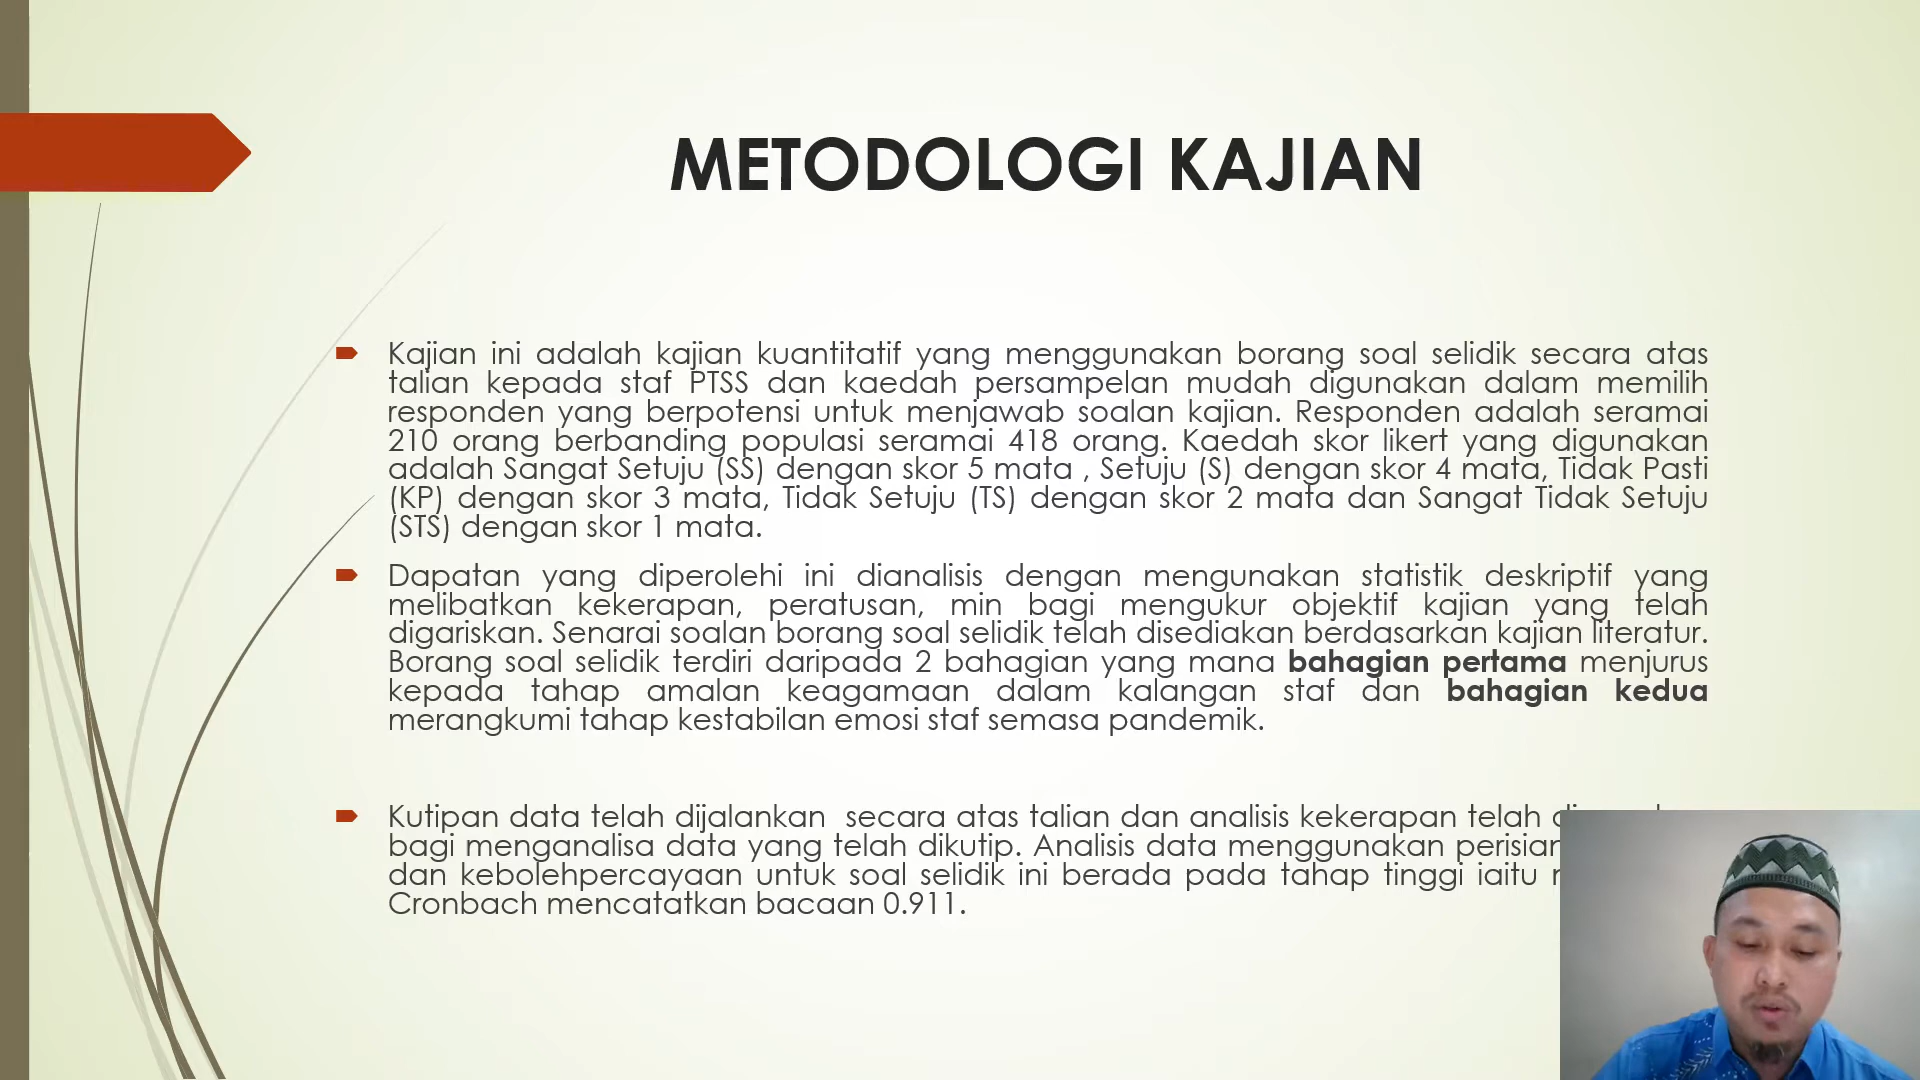 METODOLOGI KAJIAN
Kajian ini adalah kajian kuantitatif yang menggunakan borang soal selidik secara atas
talian kepada staf PTSS dan kaedah persampelan mudah digunakan dalam memilih
responden yang berpotensi untuk menjawab soalan kajian. Responden adalah seramai
210 orang berbanding populasi seramai 418 orang. Kaedah skor likert yang digunakan
adalah Sangat Setuju (SS) dengan skor 5 mata , Setuju (S) dengan skor 4 mata, Tidak Pasti
(KP) dengan skor 3 mata, Tidak Setuju (TS) dengan skor 2 mata dan Sangat Tidak Setuju
(STS) dengan skor 1 mata.
Dapatan yang diperolehi ini dianalisis dengan mengunakan statistik deskriptif yang
melibatkan kekerapan, peratusan, min bagi mengukur objektif kajian yang telah
digariskan. Senarai soalan borang soal selidik telah disediakan berdasarkan kajian literatur.
Borang soal selidik terdiri daripada 2 bahagian yang mana bahagian pertama menjurus
kepada tahap amalan keagamaan dalam kalangan staf dan bahagian kedua
merangkumi tahap kestabilan emosi staf semasa pandemik.
Kutipan data telah dijalankan secara atas talian dan analisis kekerapan telah
bagi menganalisa data yang telah dikutip. Analisis data menggunakan perisian
dan kebolehpercayaan untuk soal selidik ini berada pada tahap tinggi iaitu
Cronbach mencatatkan bacaan 0.911.